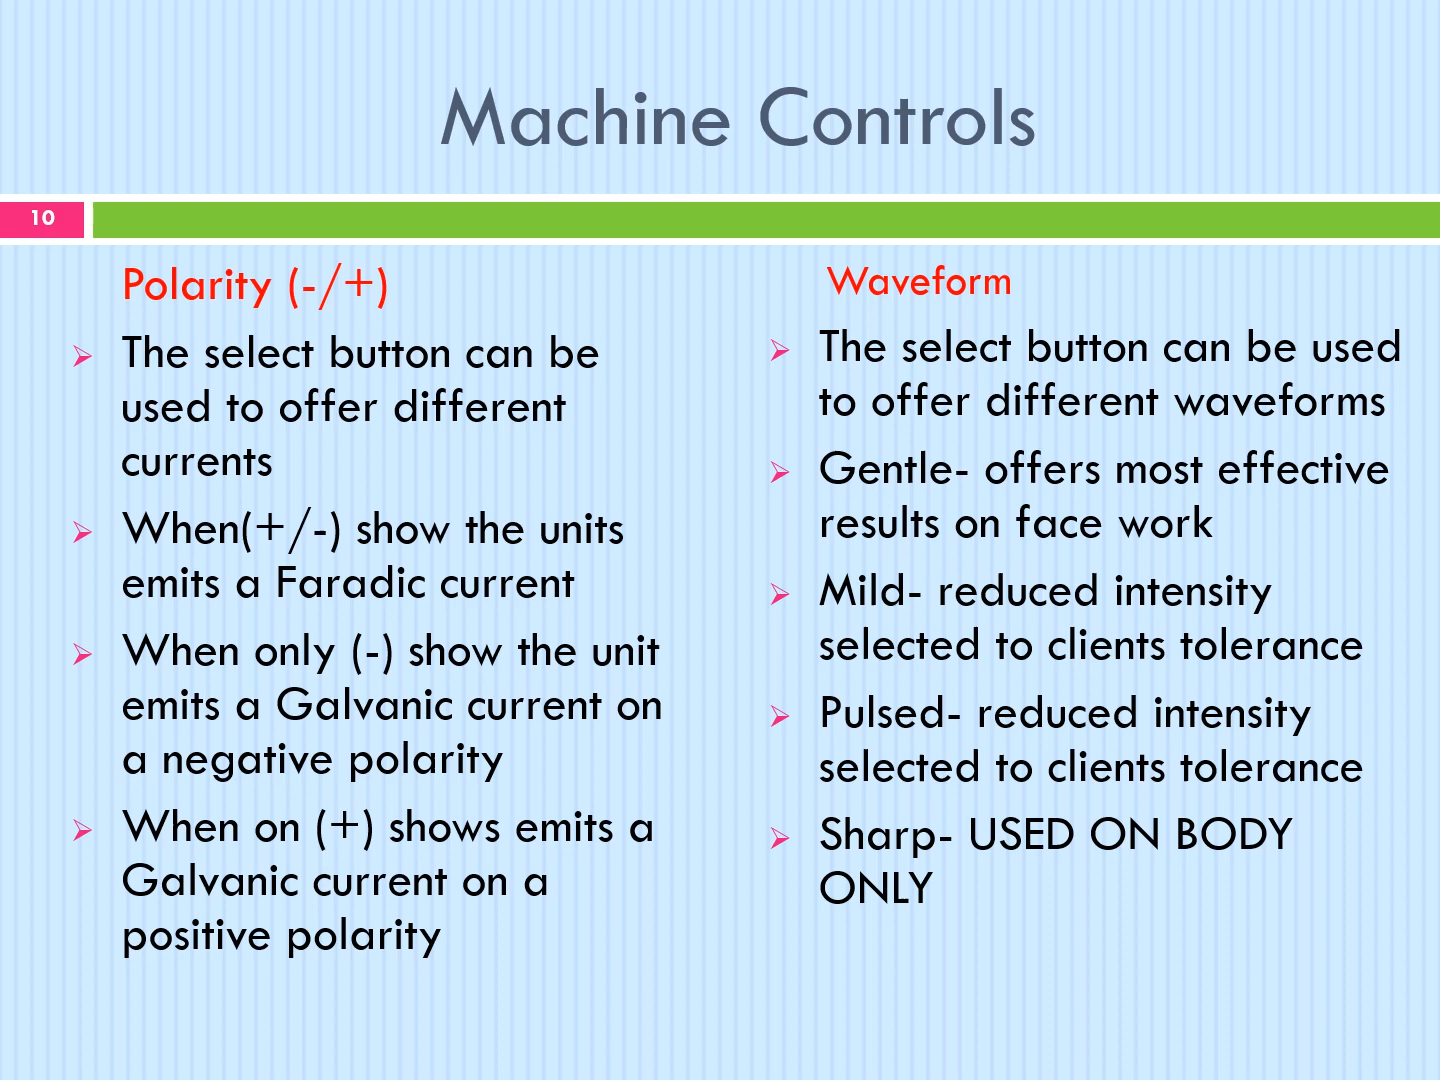 Machine Controls
10
Polarity (-/+)
The select button can be
used to offer different
currents
When(+/-) show the units
emits a Faradic current
When only (-) show the unit
emits a Galvanic current on
a negative polarity
When on (+) shows emits a
Galvanic current on a
positive polarity
Waveform
The select button can be used
to offer different waveforms
Gentle- offers most effective
results on face work
Mild- reduced intensity
selected to clients tolerance
Pulsed- reduced intensity
selected to clients tolerance
Sharp- USED ON BODY
ONLY